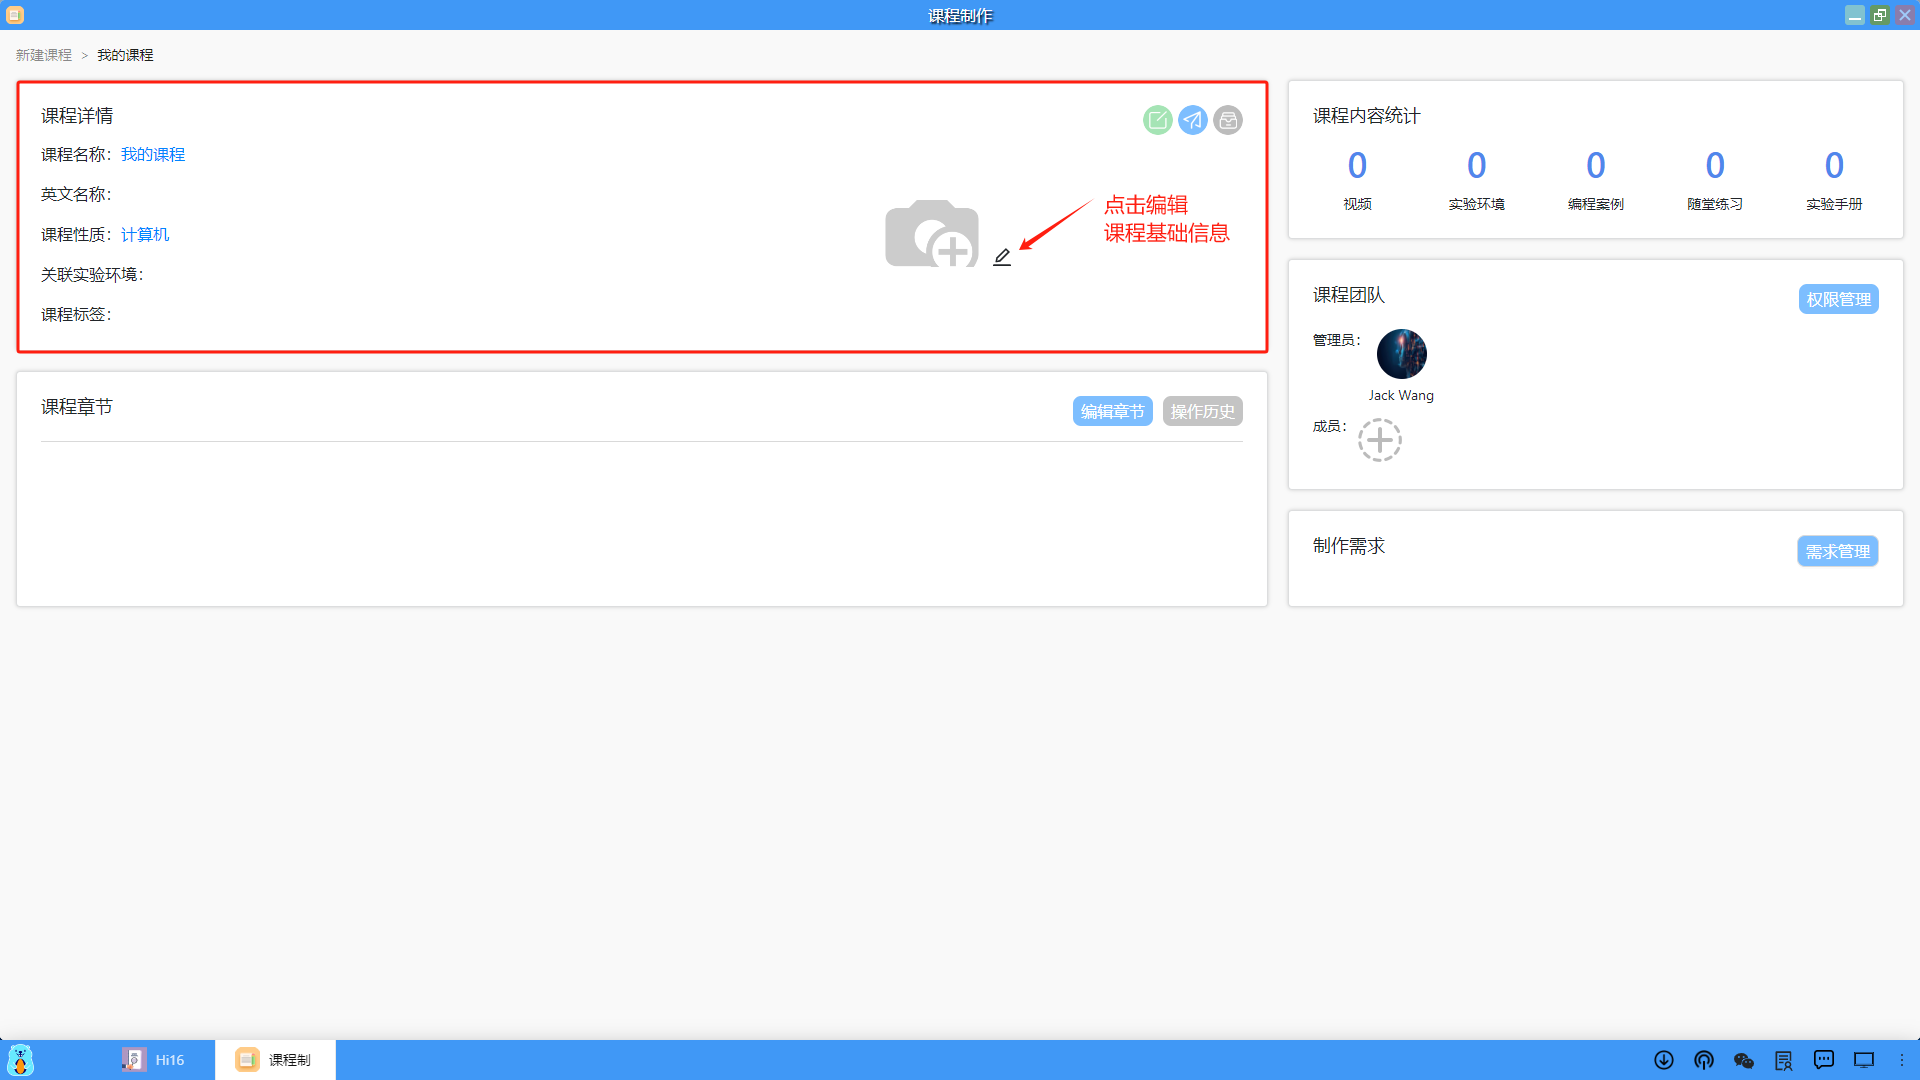 课程制作
新建课程 > 我的课程
课程详情
课程名称：我的课程
英文名称：
课程性质：计算机
关联实验环境：
课程标签：
点击编辑
课程基础信息
课程内容统计
0 0 0 0 0
视频 实验环境 编程案例 随堂练习 实验手册
课程团队 权限管理
管理员：
Jack Wang
成员：
课程章节 编辑章节 操作历史
制作需求 需求管理
Hi16 课程制